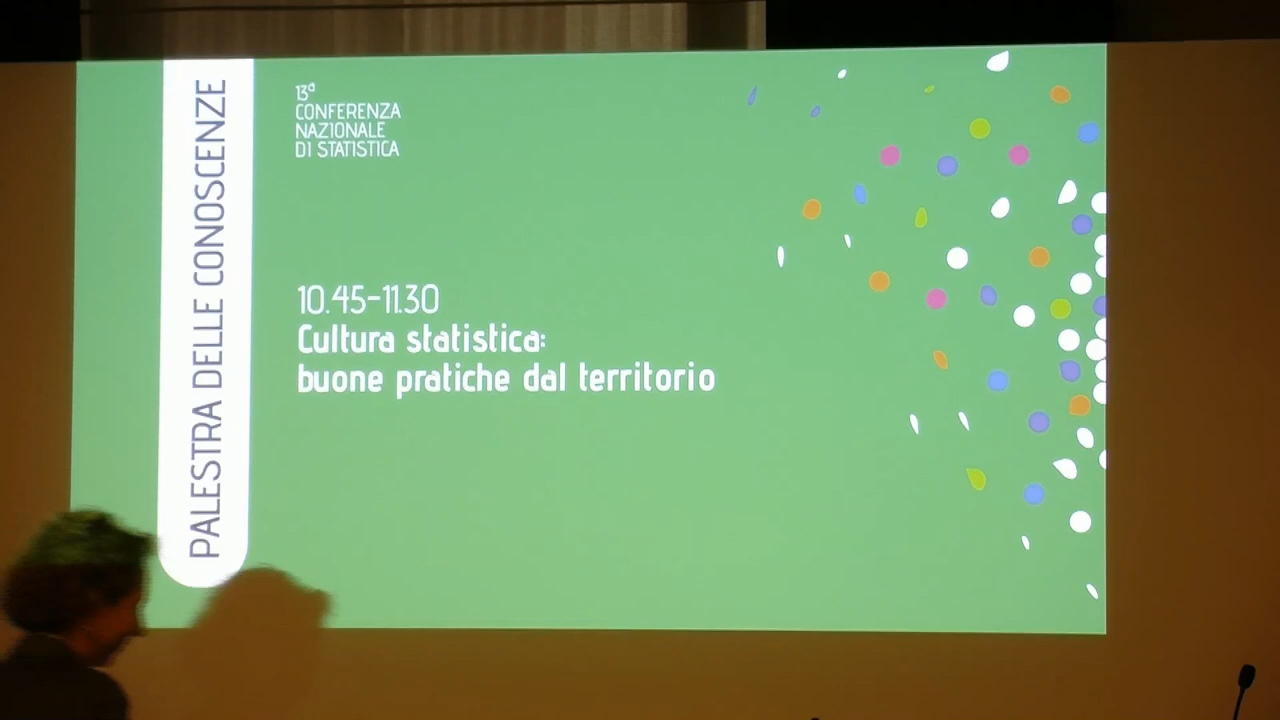 PALESTRA DELLE CONOSCENZE
13ª
CONFERENZA
NAZIONALE
DI STATISTICA
10.45-11.30
Cultura statistica:
buone pratiche dal territorio